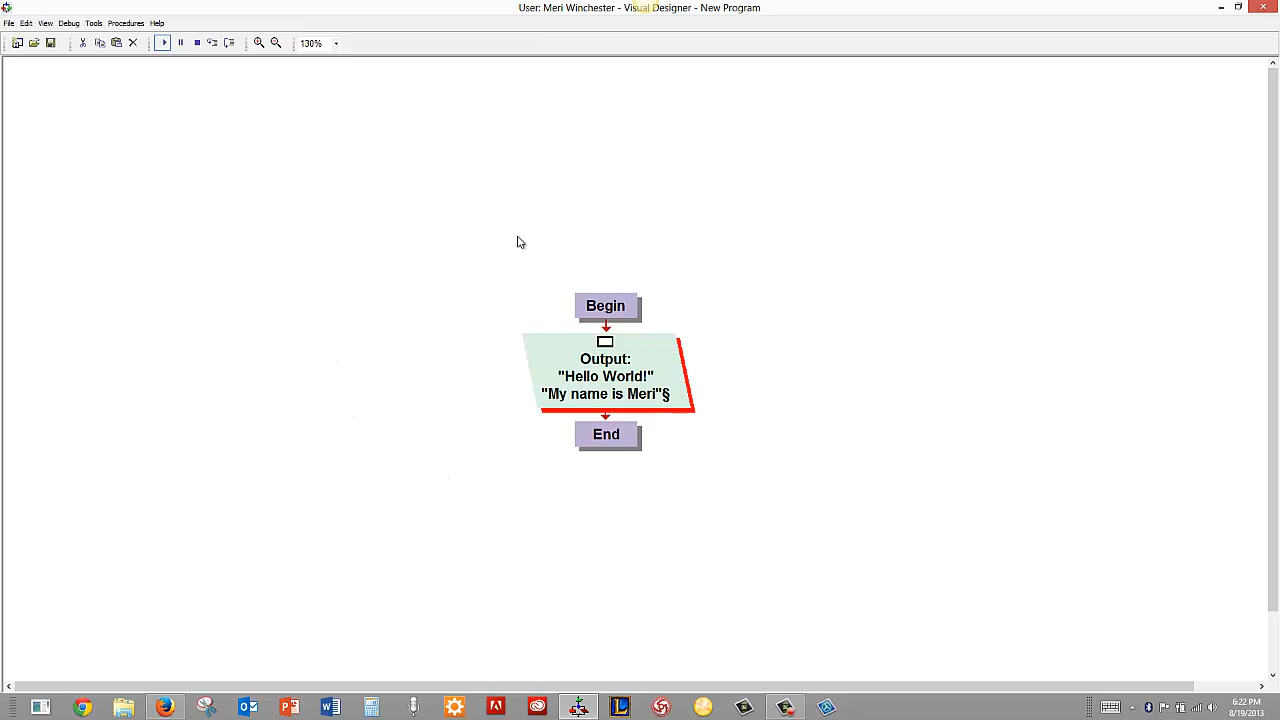 User: Meri Winchester - Visual Designer - New Program
File Edit View Debug Tools Procedures Help
130%
Begin
Output:
"Hello World!"
"My name is Meri"§
End
6:22 PM
8/19/2013